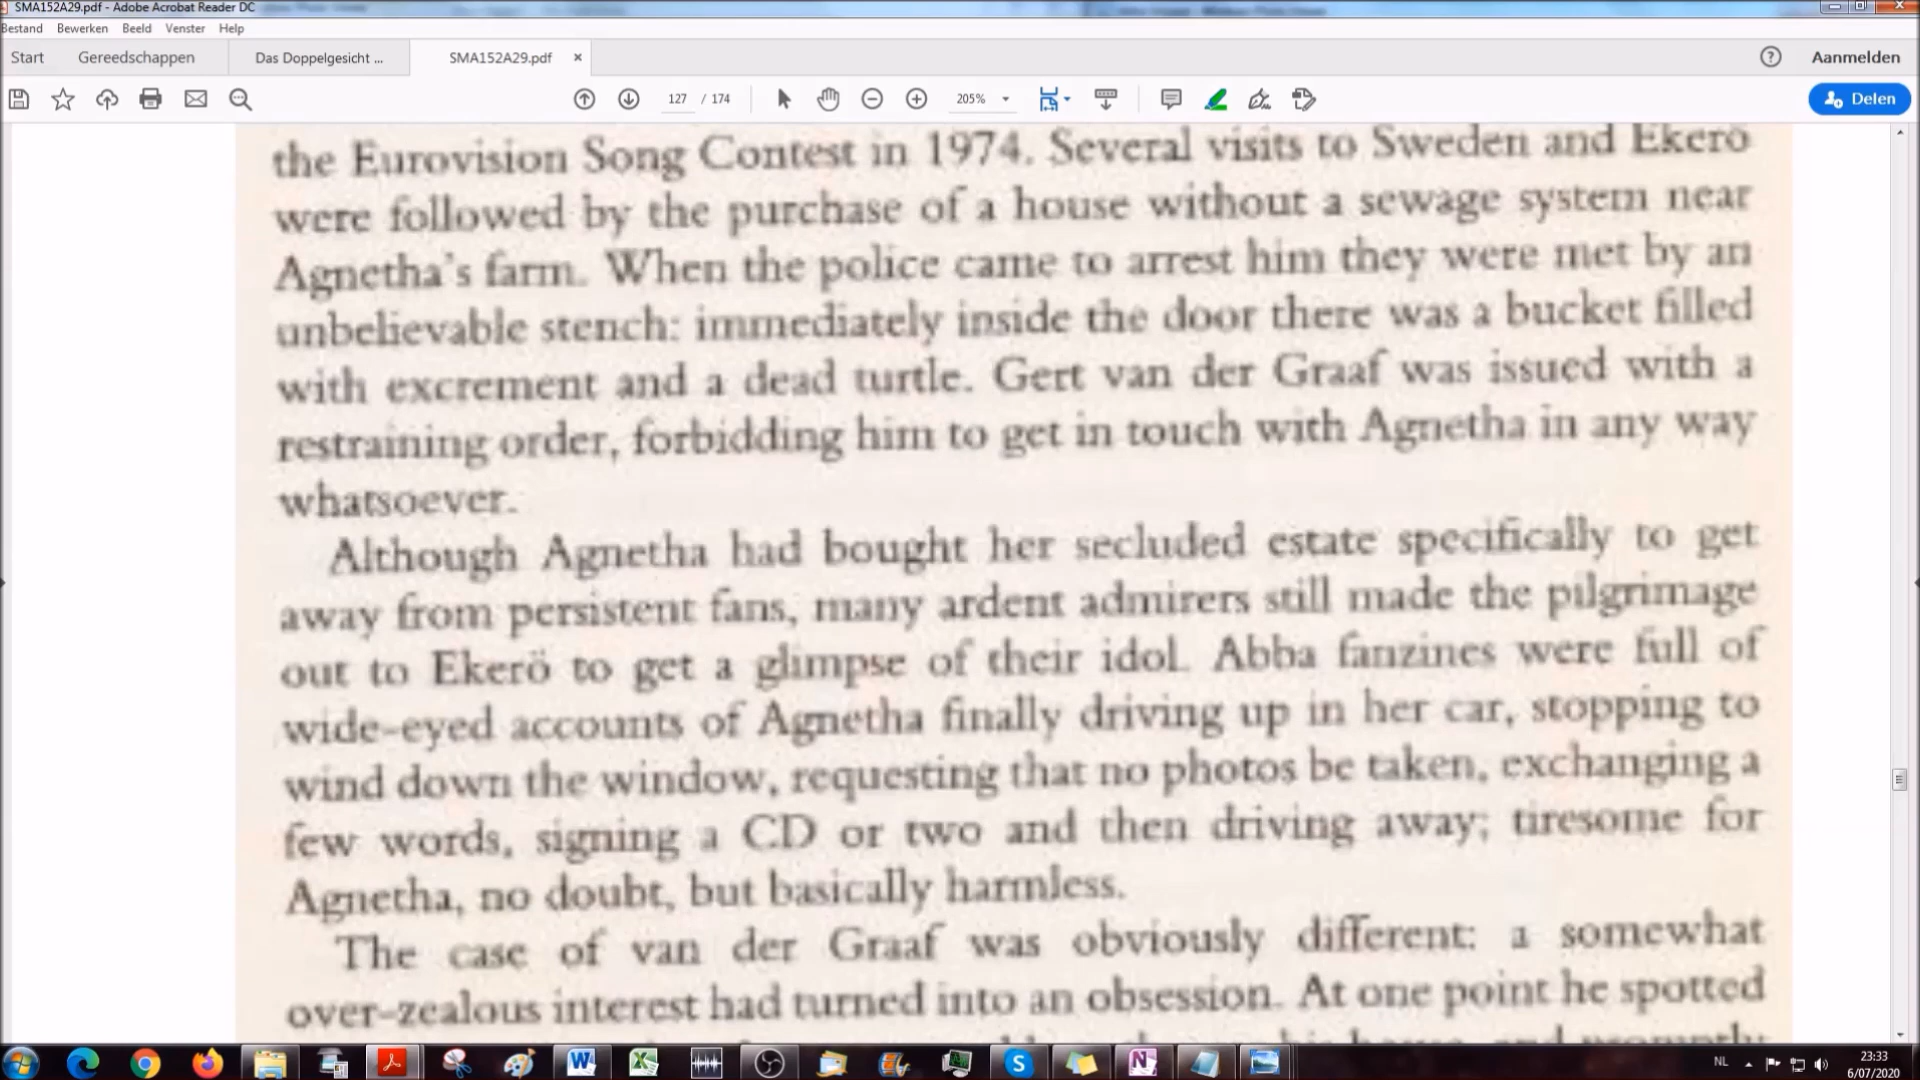 SMA152A29.pdf - Adobe Acrobat Reader DC
Bestand Bewerken Beeld Venster Help
Start Gereedschappen Das Doppelgesicht ... SMA152A29.pdf × ? Aanmelden
127 / 174 205% Delen
the Eurovision Song Contest in 1974. Several visits to Sweden and Ekerö
were followed by the purchase of a house without a sewage system near
Agnetha's farm. When the police came to arrest him they were met by an
unbelievable stench: immediately inside the door there was a bucket filled
with excrement and a dead turtle. Gert van der Graaf was issued with a
restraining order, forbidding him to get in touch with Agnetha in any way
whatsoever.
Although Agnetha had bought her secluded estate specifically to get
away from persistent fans, many ardent admirers still made the pilgrimage
out to Ekerö to get a glimpse of their idol. Abba fanzines were full of
wide-eyed accounts of Agnetha finally driving up in her car, stopping to
wind down the window, requesting that no photos be taken, exchanging a
few words, signing a CD or two and then driving away; tiresome for
Agnetha, no doubt, but basically harmless.
The case of van der Graaf was obviously different: a somewhat
over-zealous interest had turned into an obsession. At one point he spotted
NL 23:33
6/07/2020